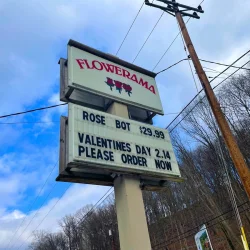 FLOWERAMA
ROSE BOT $29.99
VALENTINES DAY 2.14
PLEASE ORDER NOW